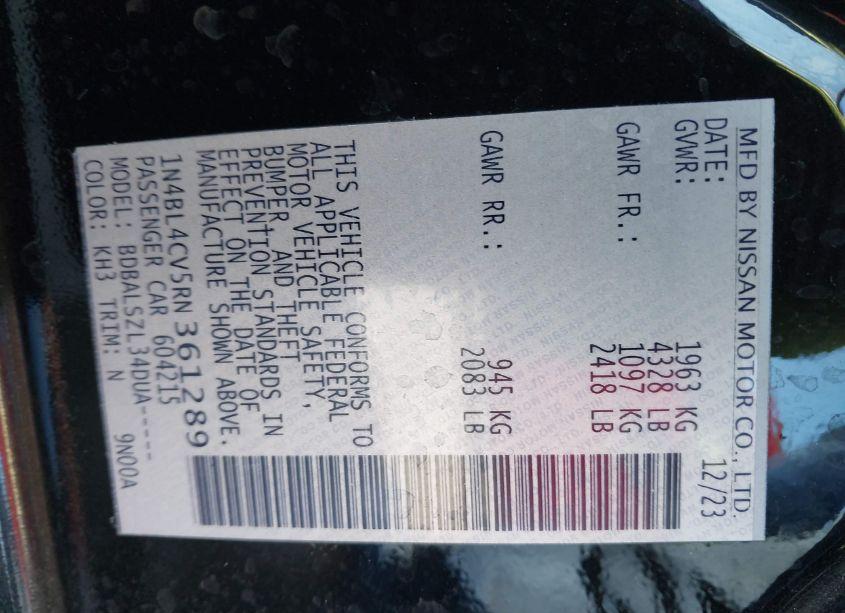 MFD BY NISSAN MOTOR CO., LTD.
DATE: 12/23
GVWR: 1963 KG
4328 LB
GAWR FR.: 1097 KG
2418 LB
GAWR RR.: 945 KG
2083 LB
THIS VEHICLE CONFORMS TO
ALL APPLICABLE FEDERAL
MOTOR VEHICLE SAFETY,
BUMPER, AND THEFT
PREVENTION STANDARDS IN
EFFECT ON THE DATE OF
MANUFACTURE SHOWN ABOVE.
1N4BL4CV5RN361289
PASSENGER CAR 604215
MODEL: BDBALSZL34DUA-----
COLOR: KH3 TRIM: N 9N00A